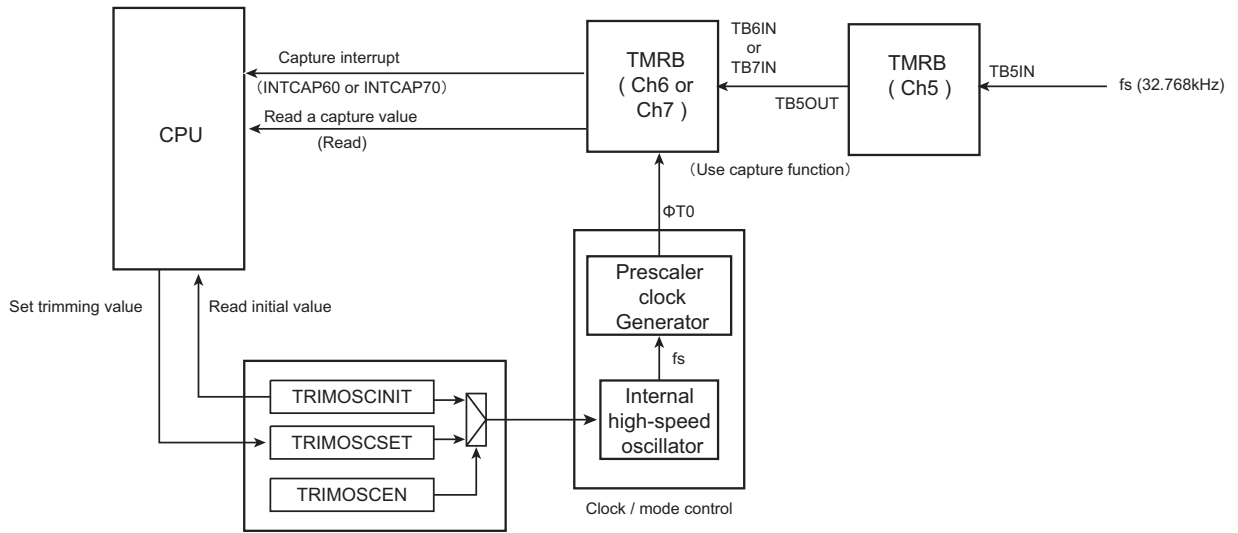 CPU
Capture interrupt
（INTCAP60 or INTCAP70）
Read a capture value
(Read)
TMRB
( Ch6 or
Ch7 )
TB6IN
or
TB7IN
TB5OUT
TMRB
( Ch5 )
TB5IN
fs (32.768kHz)
（Use capture function）
ΦT0
Prescaler
clock
Generator
fs
Internal
high-speed
oscillator
Clock / mode control
Set trimming value
Read initial value
TRIMOSCINIT
TRIMOSCSET
TRIMOSCEN